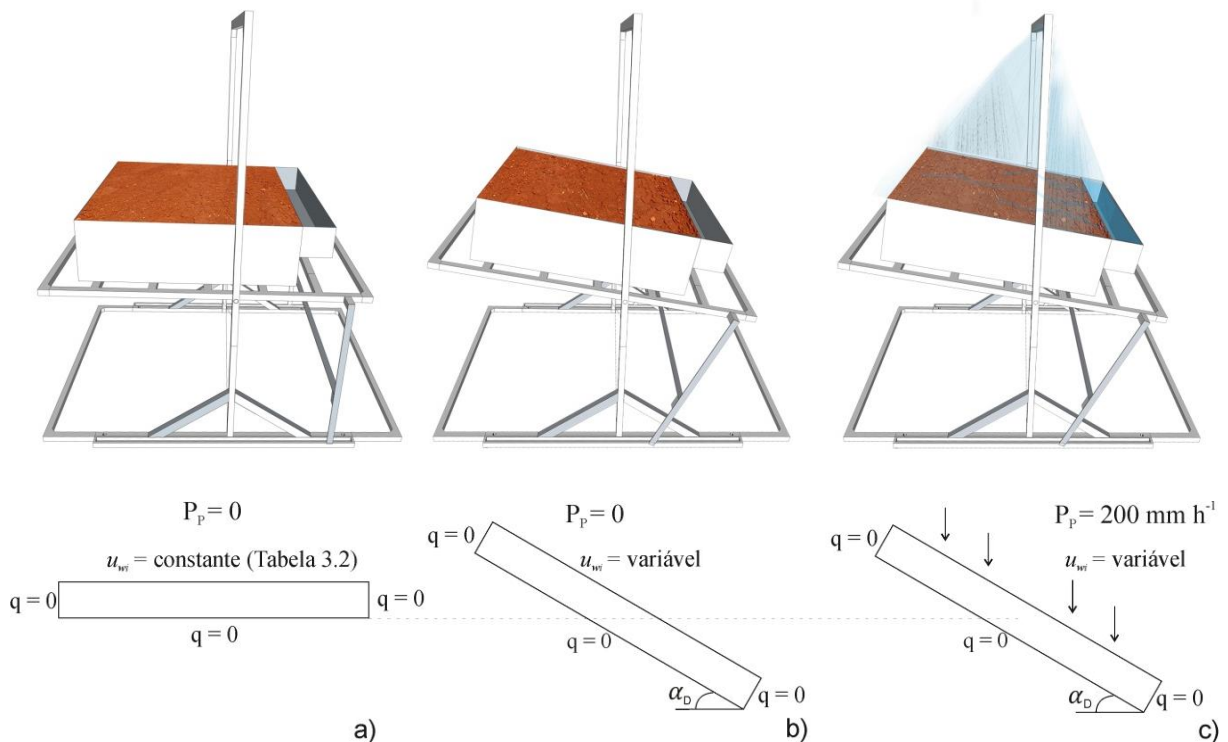 P_P = 0
u_wi = constante (Tabela 3.2)
q = 0
q = 0
q = 0
a)
P_P = 0
q = 0
u_wi = variável
q = 0
α_D
q = 0
b)
P_P = 200 mm h⁻¹
q = 0
u_wi = variável
q = 0
α_D
q = 0
c)